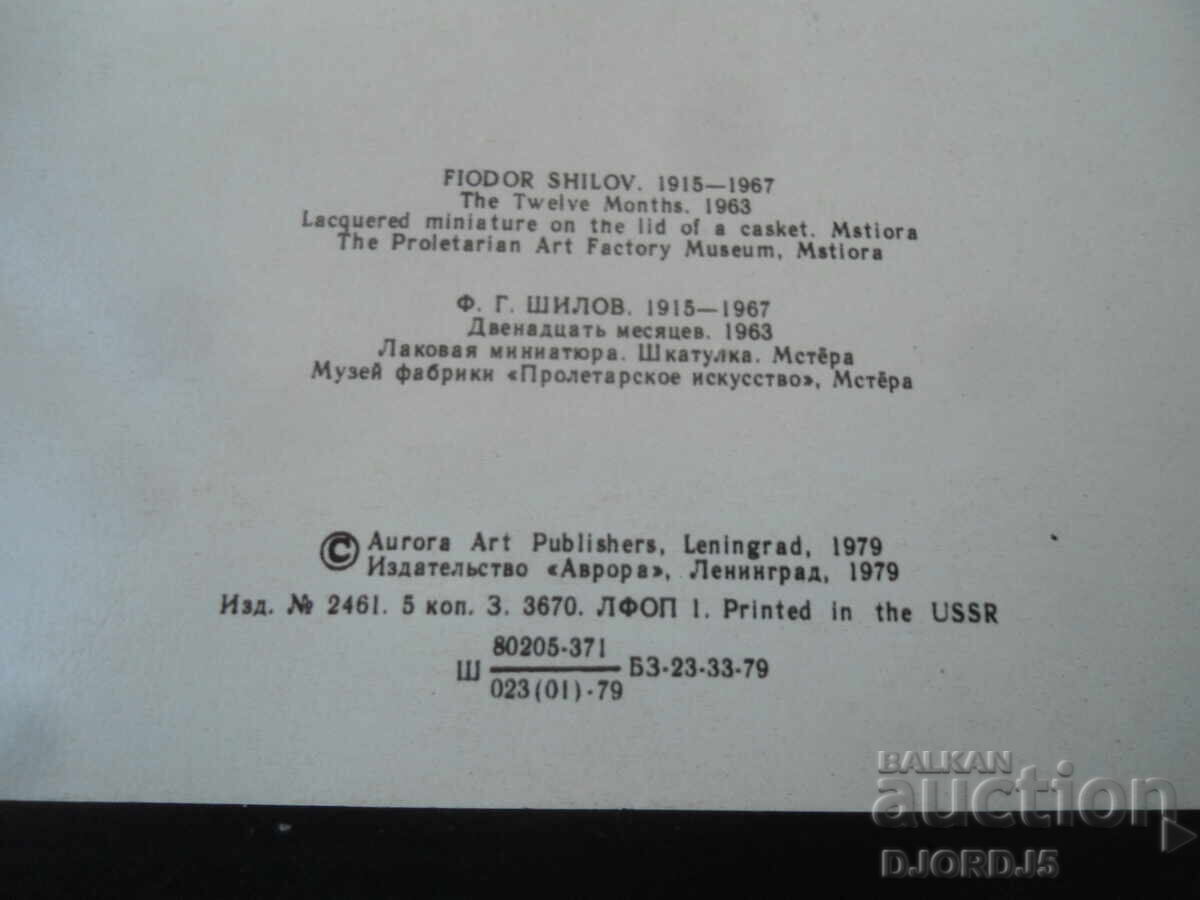 FIODOR SHILOV. 1915—1967
The Twelve Months. 1963
Lacquered miniature on the lid of a casket. Mstiora
The Proletarian Art Factory Museum, Mstiora
Ф. Г. ШИЛОВ. 1915—1967
Двенадцать месяцев. 1963
Лаковая миниатюра. Шкатулка. Мстёра
Музей фабрики «Пролетарское искусство», Мстёра
© Aurora Art Publishers, Leningrad, 1979
Издательство «Аврора», Ленинград, 1979
Изд. № 2461. 5 коп. З. 3670. ЛФОП 1. Printed in the USSR
80205-371
Ш БЗ-23-33-79
023(01)-79
BALKAN
auction
DJORDJ5